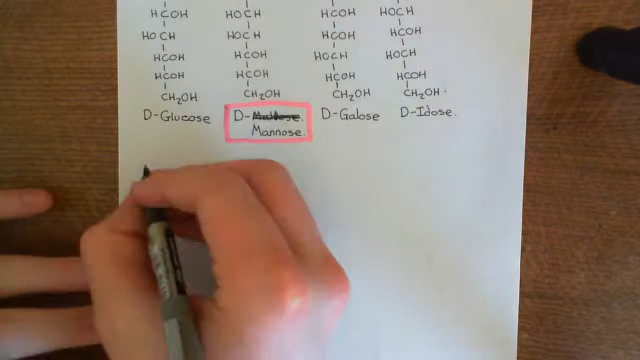 HCOH HOCH HCOH HOCH
HOCH HOCH HCOH HCOH
HCOH HCOH HOCH HOCH
HCOH HCOH HCOH HCOH
CH₂OH CH₂OH CH₂OH CH₂OH.
D-Glucose D- D-Galose D-Idose.
Mannose.